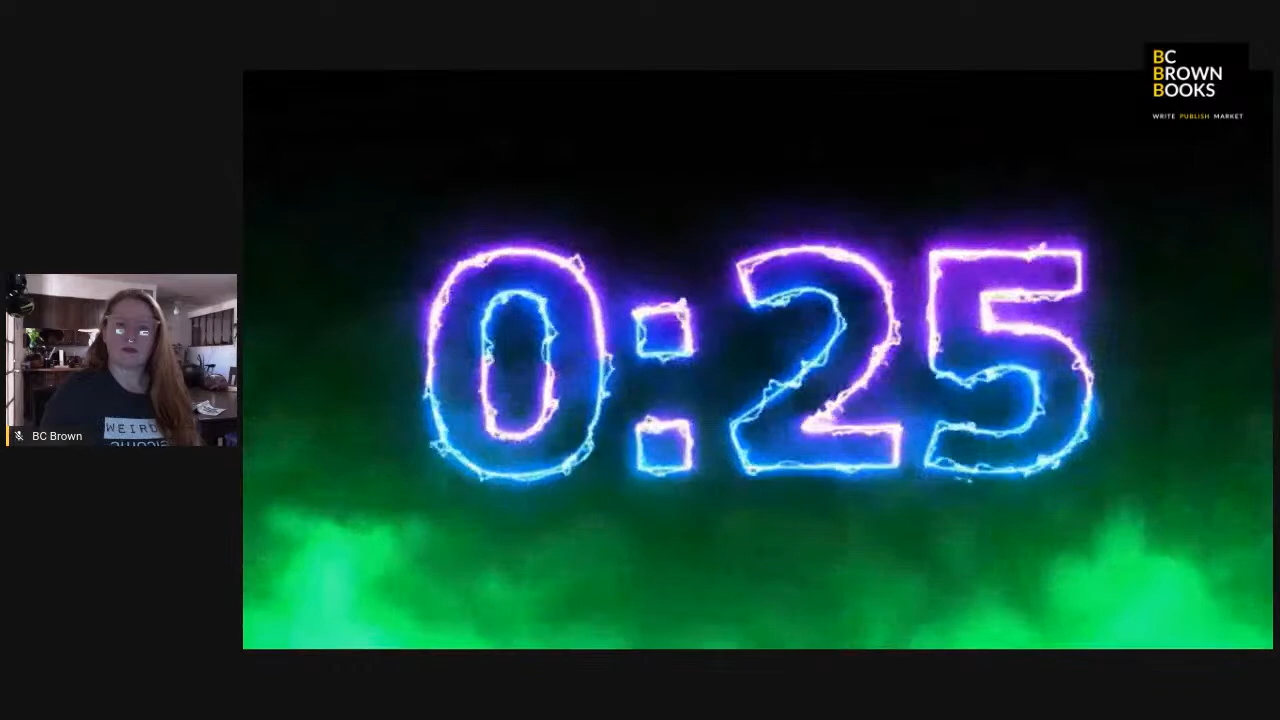 BC
BROWN
BOOKS
WRITE PUBLISH MARKET
0:25
WEIRD
BC Brown